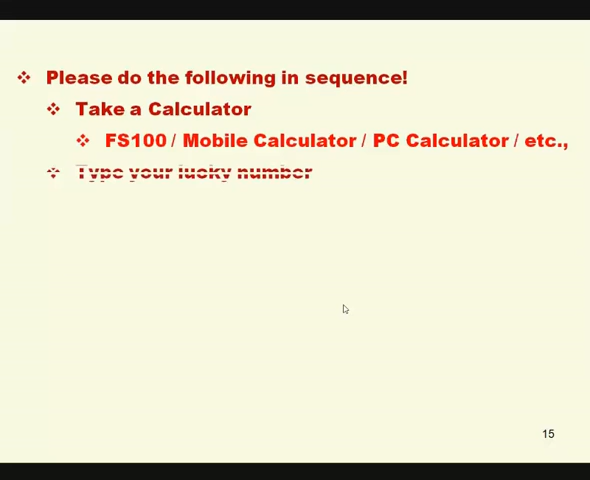 Please do the following in sequence!
Take a Calculator
FS100 / Mobile Calculator / PC Calculator / etc.,
Type your lucky number
15